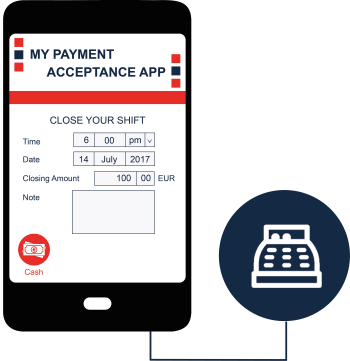 MY PAYMENT
ACCEPTANCE APP
CLOSE YOUR SHIFT
Time 6 00 pm
Date 14 July 2017
Closing Amount 100 00 EUR
Note
Cash